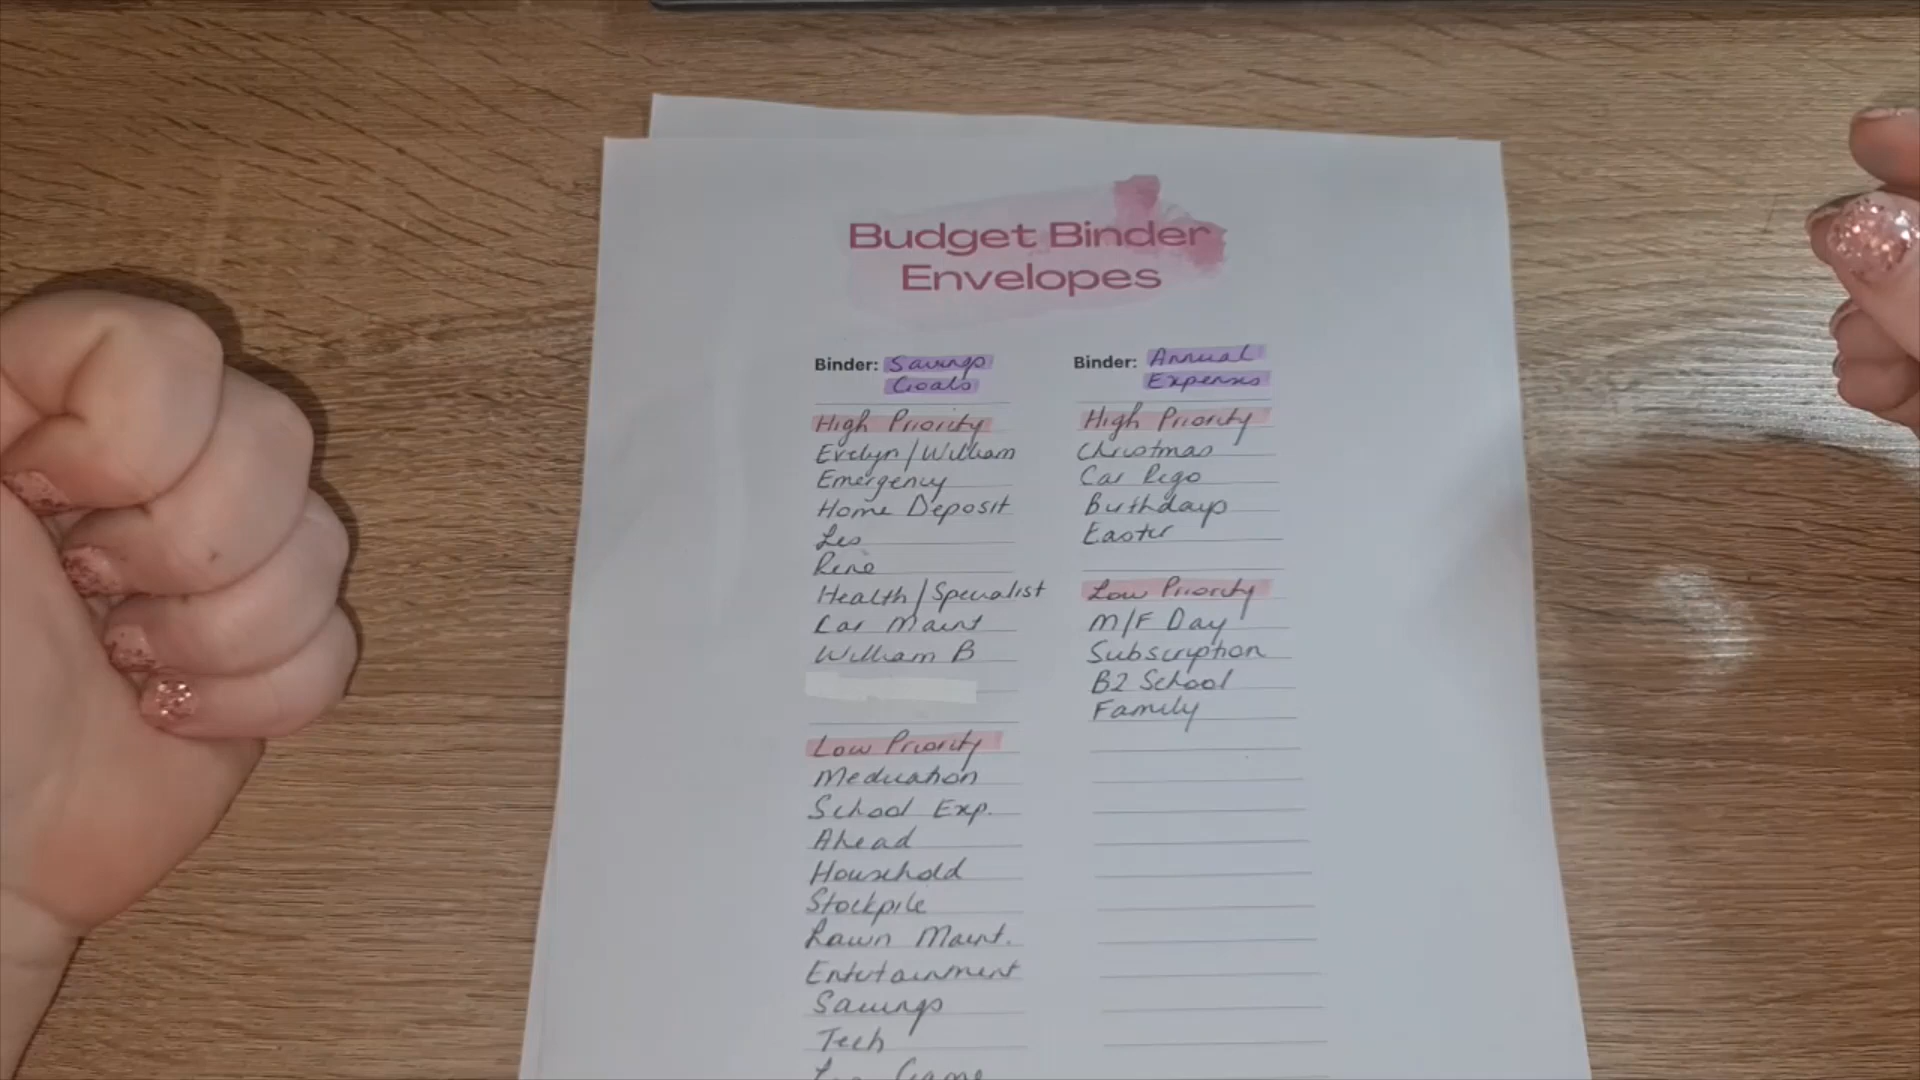 Budget Binder
Envelopes
Binder: Savings
Goals
High Priority
Evelyn/William
Emergency
Home Deposit
Leo
Reno
Health/Specialist
Car Maint
William B
Low Priority
Medication
School Exp.
Ahead
Household
Stockpile
Lawn Maint.
Entertainment
Savings
Tech
Binder: Annual
Expenses
High Priority
Christmas
Car Rego
Birthdays
Easter
Low Priority
M/F Day
Subscription
B2 School
Family